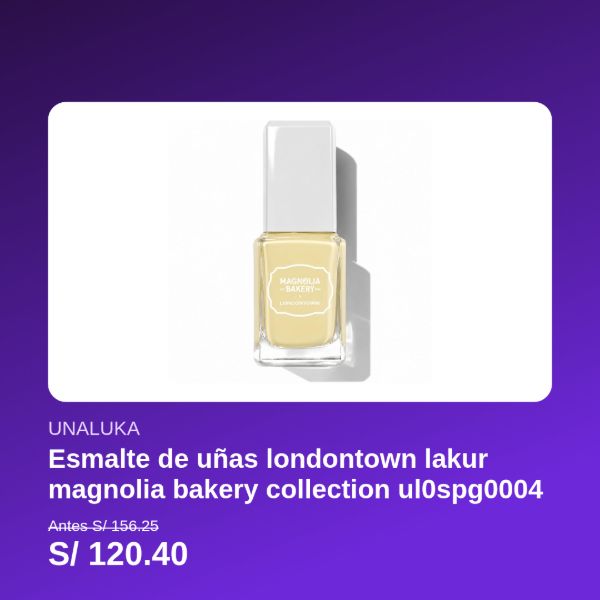 MAGNOLIA
BAKERY
UNALUKA
Esmalte de uñas londontown lakur
magnolia bakery collection ul0spg0004
Antes S/ 156.25
S/ 120.40